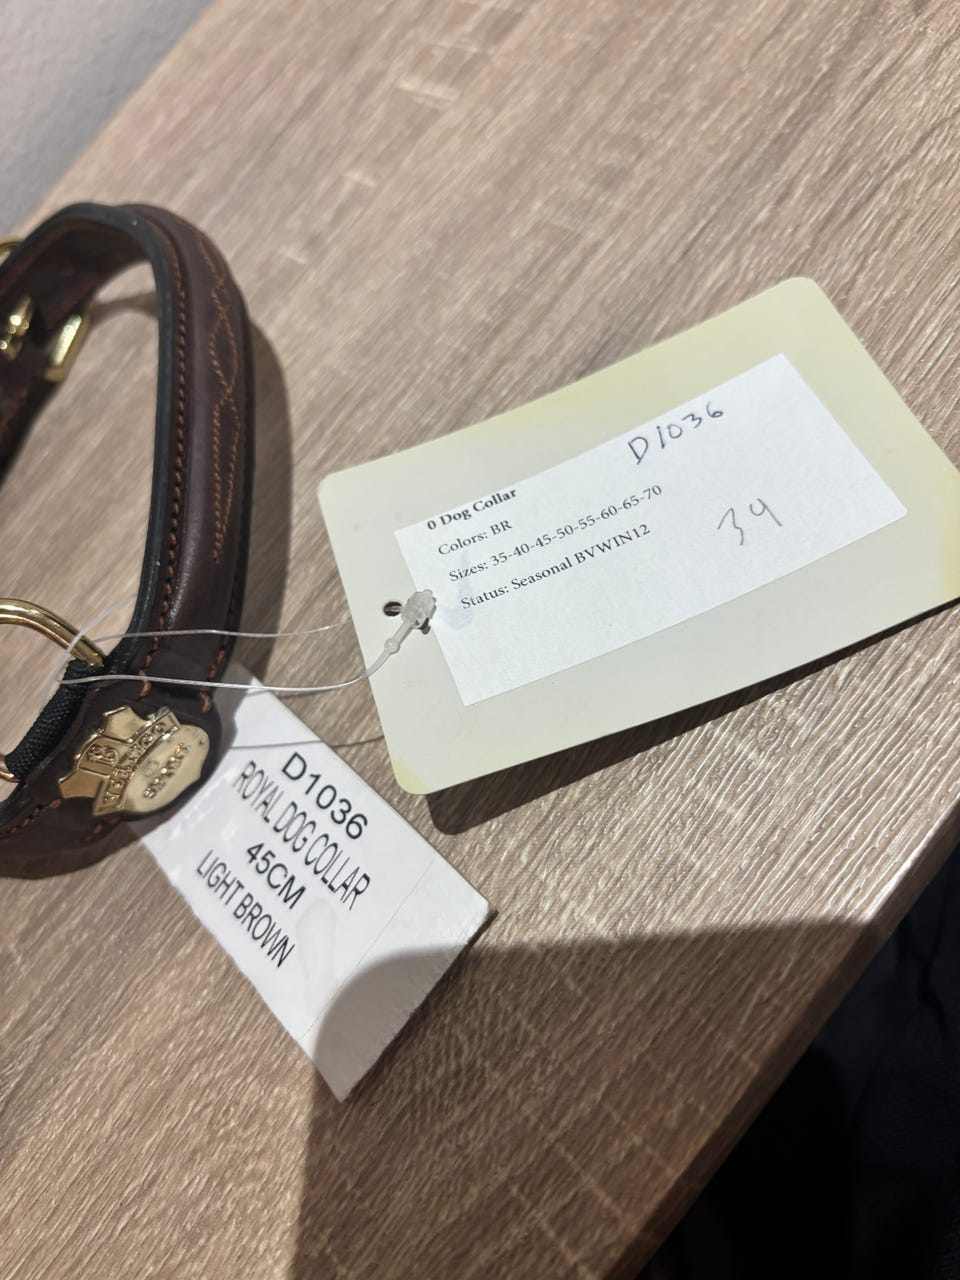 D1036
0 Dog Collar
Colors: BR
Sizes: 35-40-45-50-55-60-65-70
Status: Seasonal BVWIN12
34
D1036
ROYAL DOG COLLAR
45CM
LIGHT BROWN